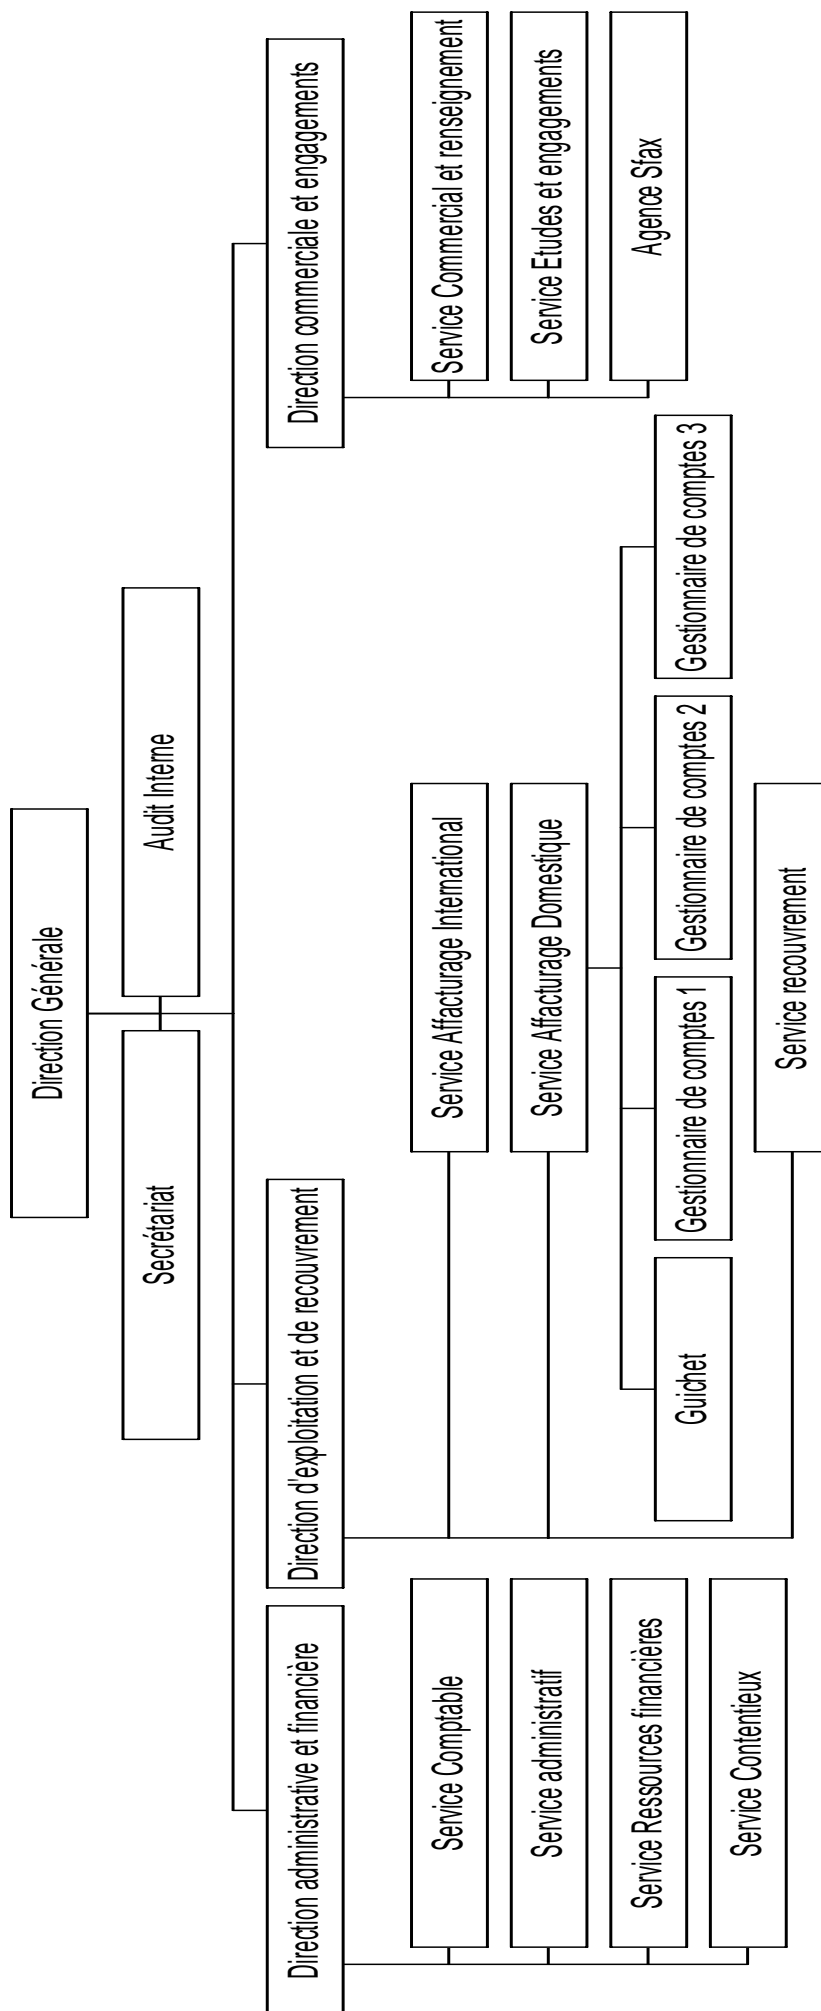 Direction Générale
Secrétariat
Audit Interne
Direction administrative et financière
Direction d'exploitation et de recouvrement
Direction commerciale et engagements
Service Comptable
Service administratif
Service Ressources financières
Service Contentieux
Service Affacturage International
Service Affacturage Domestique
Guichet
Gestionnaire de comptes 1
Gestionnaire de comptes 2
Gestionnaire de comptes 3
Service recouvrement
Service Commercial et renseignement
Service Etudes et engagements
Agence Sfax